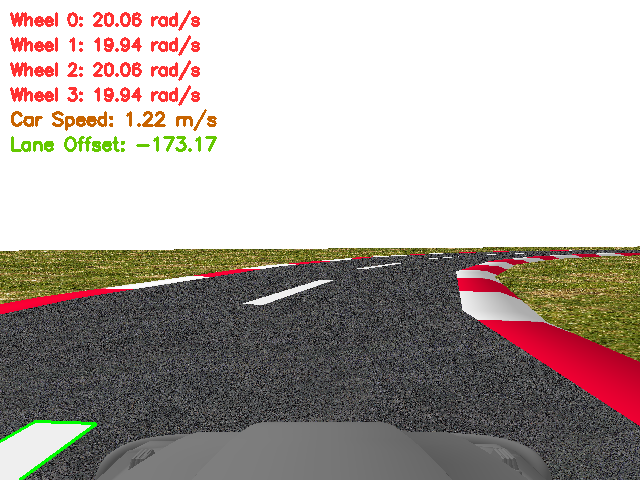 Wheel 0: 20.06 rad/s
Wheel 1: 19.94 rad/s
Wheel 2: 20.06 rad/s
Wheel 3: 19.94 rad/s
Car Speed: 1.22 m/s
Lane Offset: -173.17